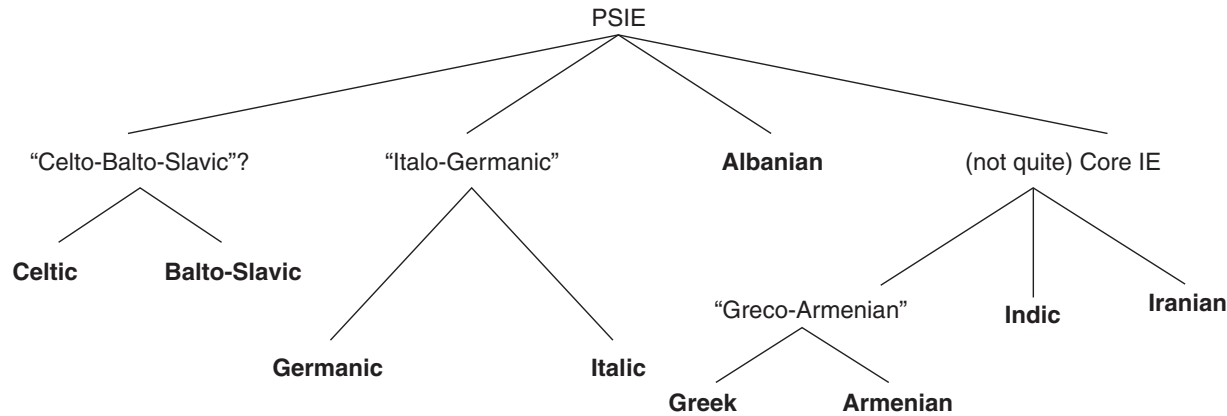 PSIE
“Celto-Balto-Slavic”?
“Italo-Germanic”
Albanian
(not quite) Core IE
Celtic
Balto-Slavic
“Greco-Armenian”
Indic
Iranian
Germanic
Italic
Greek
Armenian